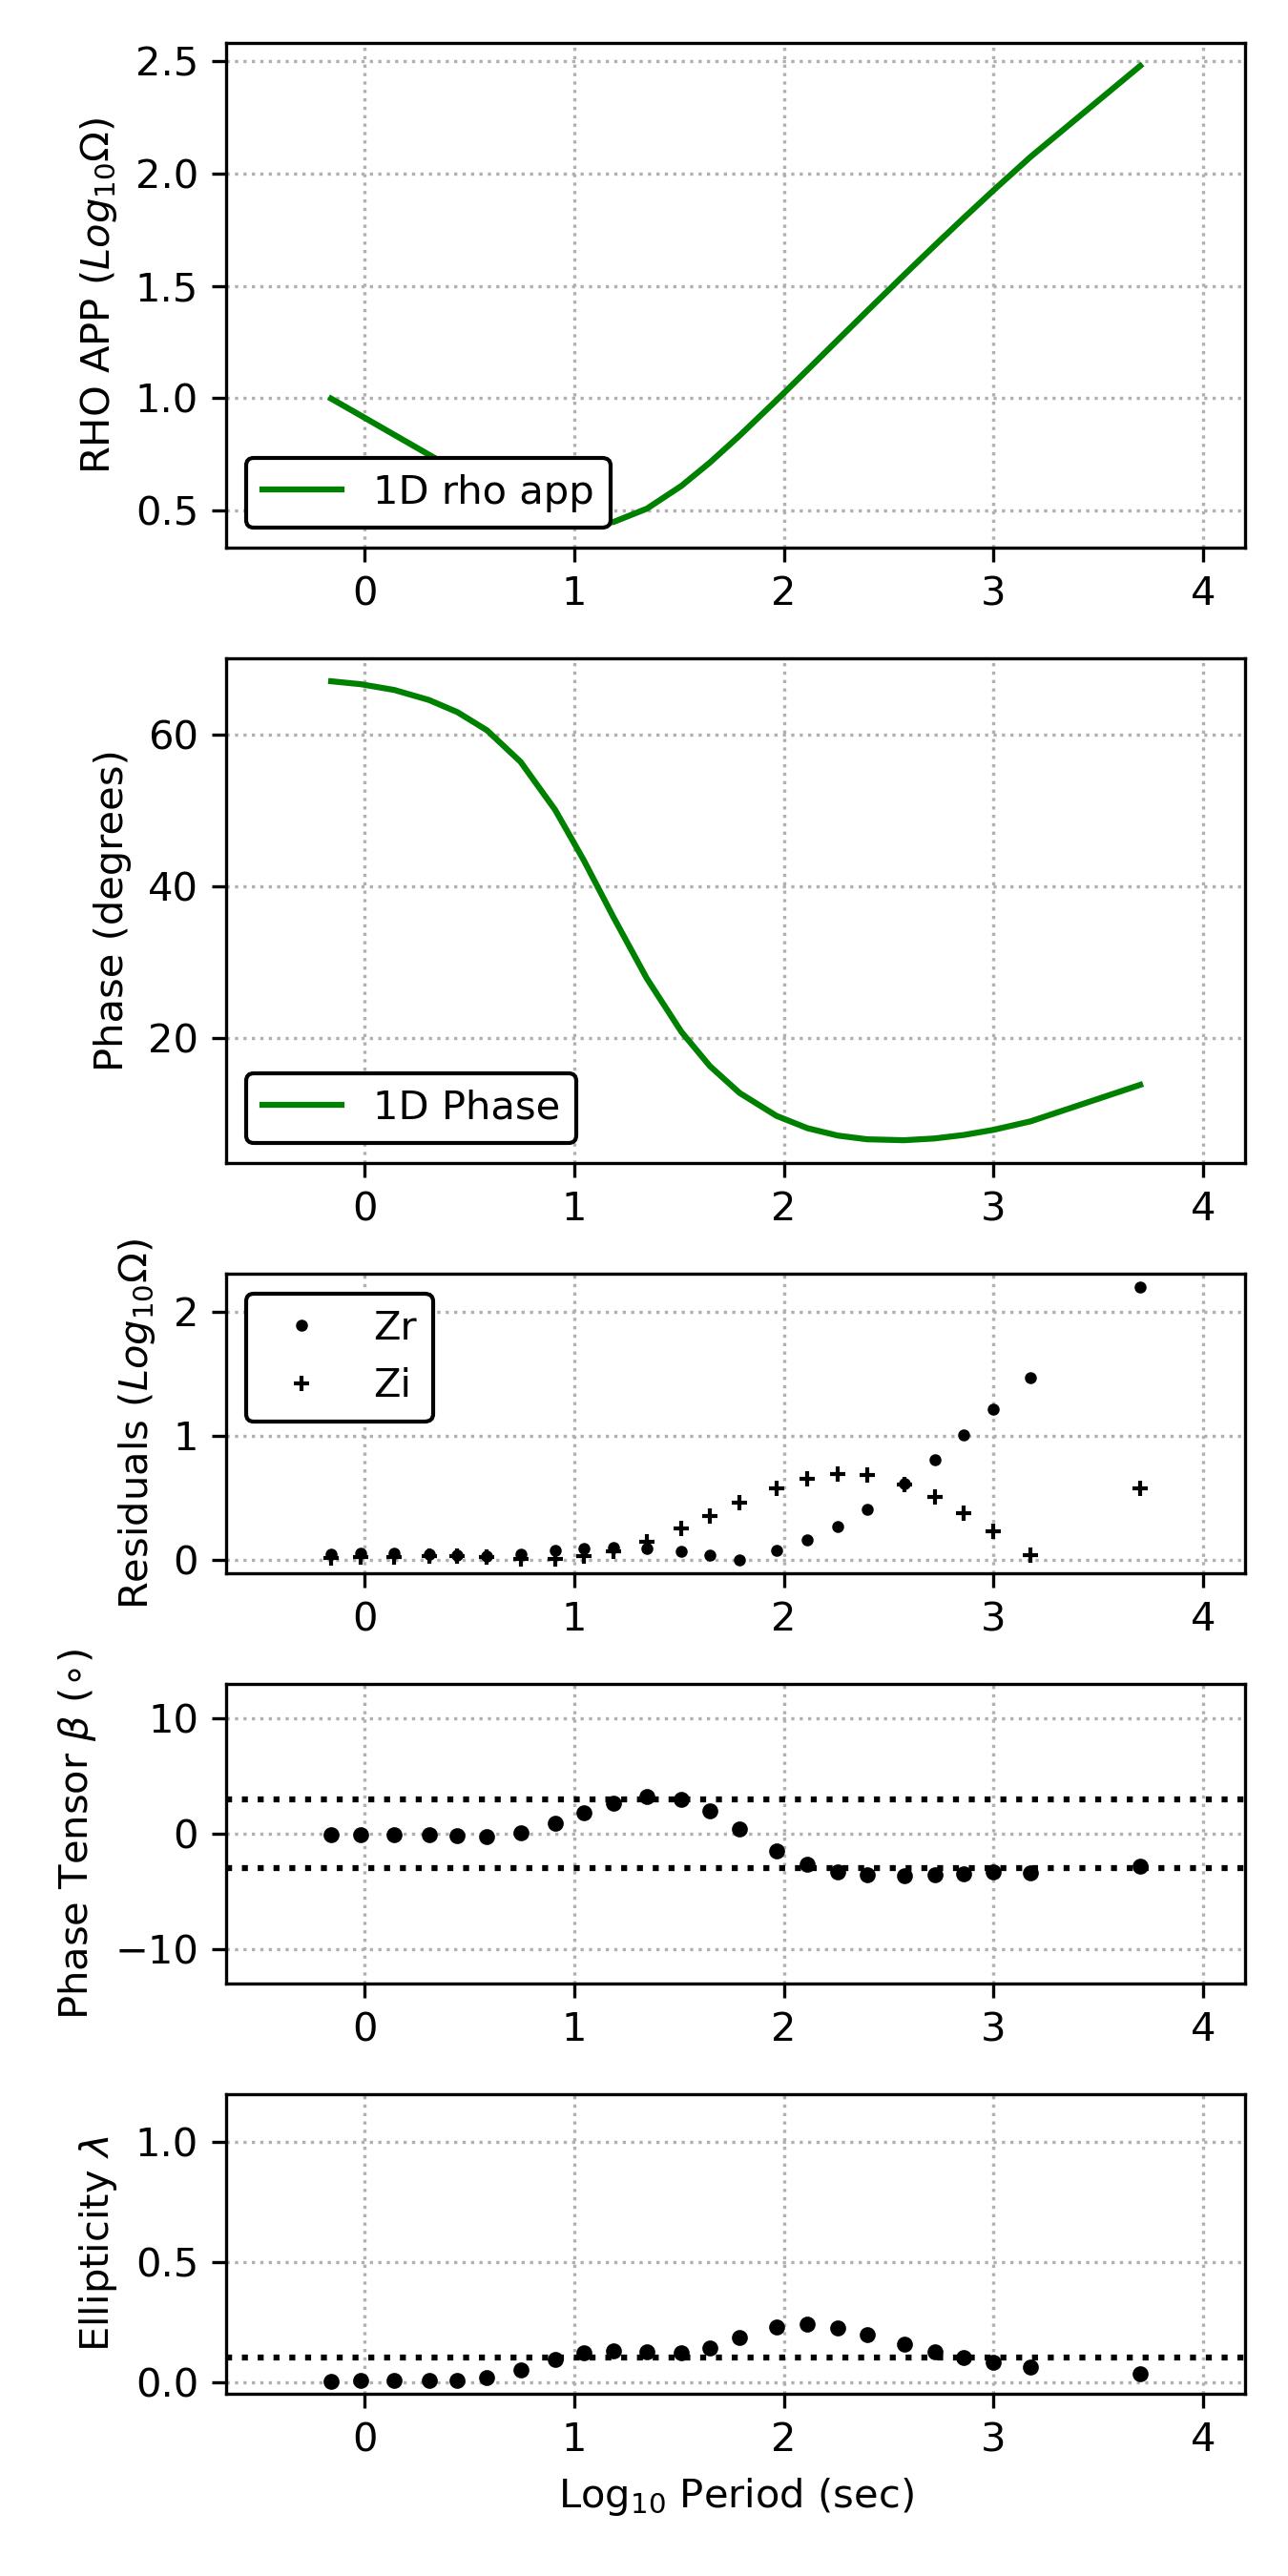 RHO APP (Log₁₀Ω)
2.5
2.0
1.5
1.0
0.5
1D rho app
0 1 2 3 4
Phase (degrees)
60
40
20
1D Phase
0 1 2 3 4
Residuals (Log₁₀Ω)
2
1
0
Zr
Zi
0 1 2 3 4
Phase Tensor β (∘)
10
0
−10
0 1 2 3 4
Ellipticity λ
1.0
0.5
0.0
0 1 2 3 4
Log₁₀ Period (sec)